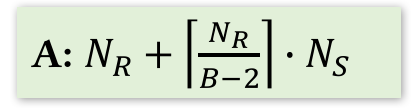 A: N_R + ⌈N_R / (B−2)⌉ · N_S